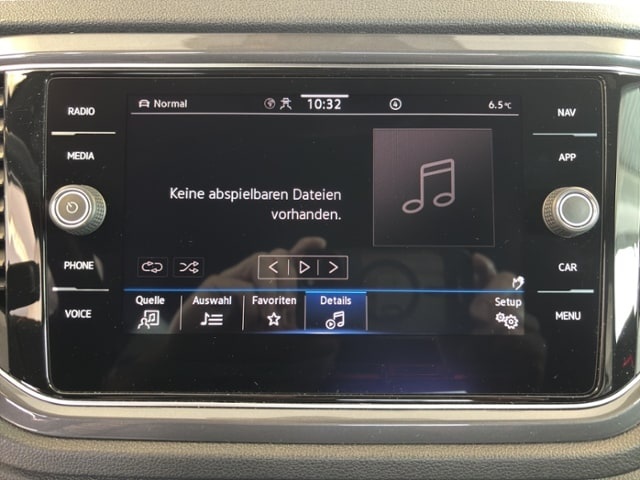 RADIO
MEDIA
PHONE
VOICE
Normal
10:32
6.5°C
Keine abspielbaren Dateien
vorhanden.
Quelle
Auswahl
Favoriten
Details
Setup
NAV
APP
CAR
MENU